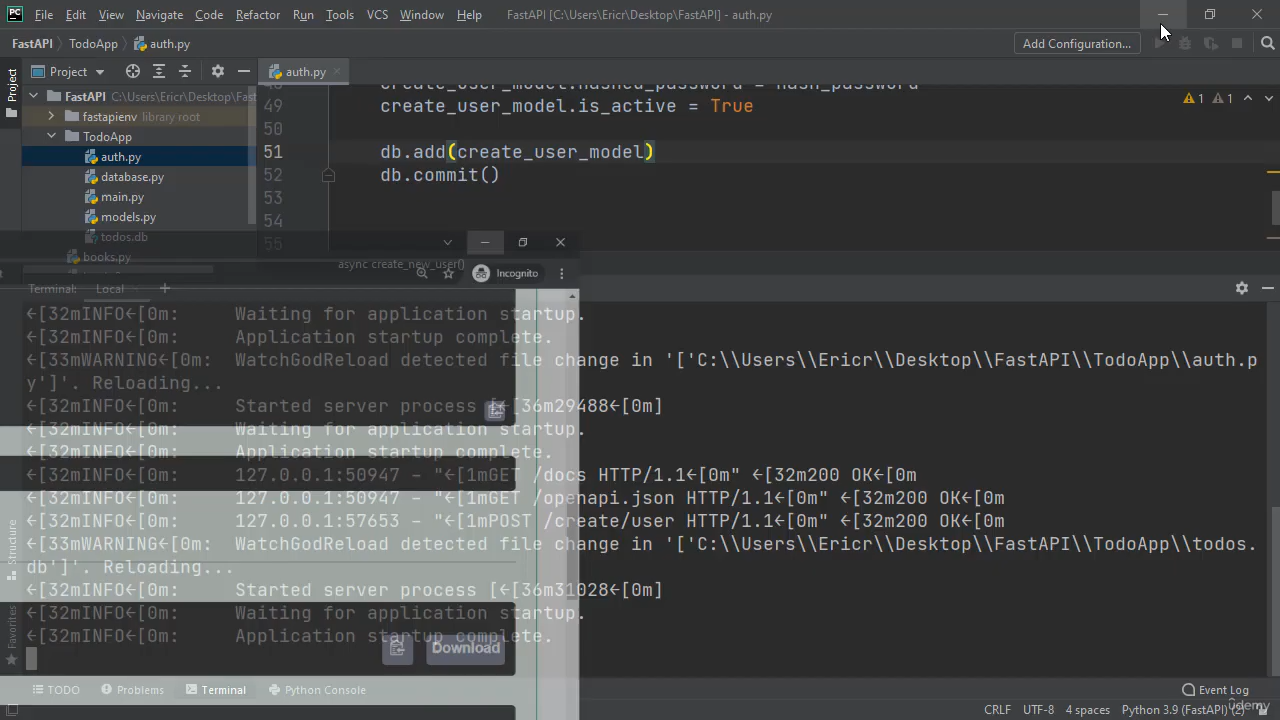 File Edit View Navigate Code Refactor Run Tools VCS Window Help FastAPI [C:\Users\Ericr\Desktop\FastAPI] - auth.py
FastAPI TodoApp auth.py Add Configuration...
Project auth.py
Project
FastAPI C:\Users\Ericr\Desktop\Fast
fastapienv library root
TodoApp
auth.py
database.py
main.py
models.py
todos.db
books.py
49 create_user_model.is_active = True
50
51 db.add(create_user_model)
52 db.commit()
53
54
55
1 1
async create_new_user()
Incognito
Terminal: Local +
←[32mINFO←[0m: Waiting for application startup.
←[32mINFO←[0m: Application startup complete.
←[33mWARNING←[0m: WatchGodReload detected file change in '['C:\\Users\\Ericr\\Desktop\\FastAPI\\TodoApp\\auth.p
y']'. Reloading...
←[32mINFO←[0m: Started server process [←[36m29488←[0m]
←[32mINFO←[0m: Waiting for application startup.
←[32mINFO←[0m: Application startup complete.
←[32mINFO←[0m: 127.0.0.1:50947 - "←[1mGET /docs HTTP/1.1←[0m" ←[32m200 OK←[0m
←[32mINFO←[0m: 127.0.0.1:50947 - "←[1mGET /openapi.json HTTP/1.1←[0m" ←[32m200 OK←[0m
←[32mINFO←[0m: 127.0.0.1:57653 - "←[1mPOST /create/user HTTP/1.1←[0m" ←[32m200 OK←[0m
←[33mWARNING←[0m: WatchGodReload detected file change in '['C:\\Users\\Ericr\\Desktop\\FastAPI\\TodoApp\\todos.
db']'. Reloading...
←[32mINFO←[0m: Started server process [←[36m31028←[0m]
←[32mINFO←[0m: Waiting for application startup.
←[32mINFO←[0m: Application startup complete.
Download
Structure
Favorites
TODO Problems Terminal Python Console Event Log
CRLF UTF-8 4 spaces Python 3.9 (FastAPI) (2)
ûdemy